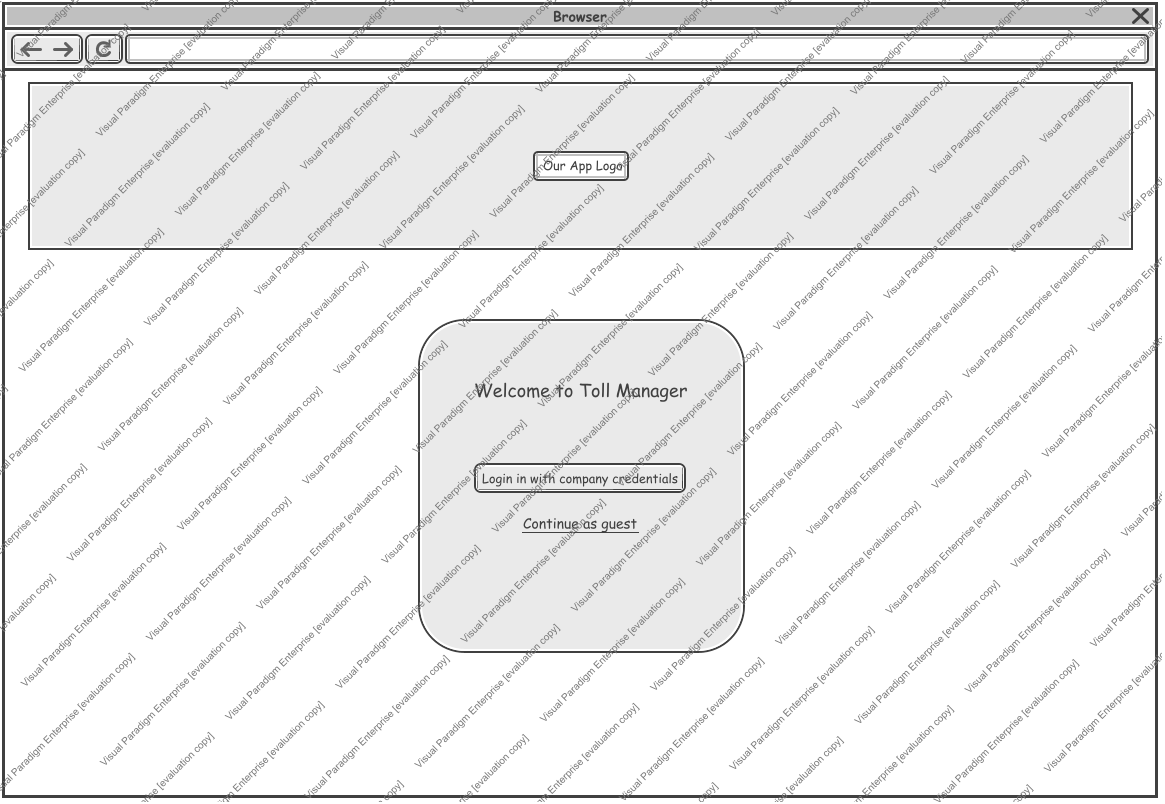 Browser
Our App Logo
Welcome to Toll Manager
Login in with company credentials
Continue as guest
Visual Paradigm Enterprise [evaluation copy]